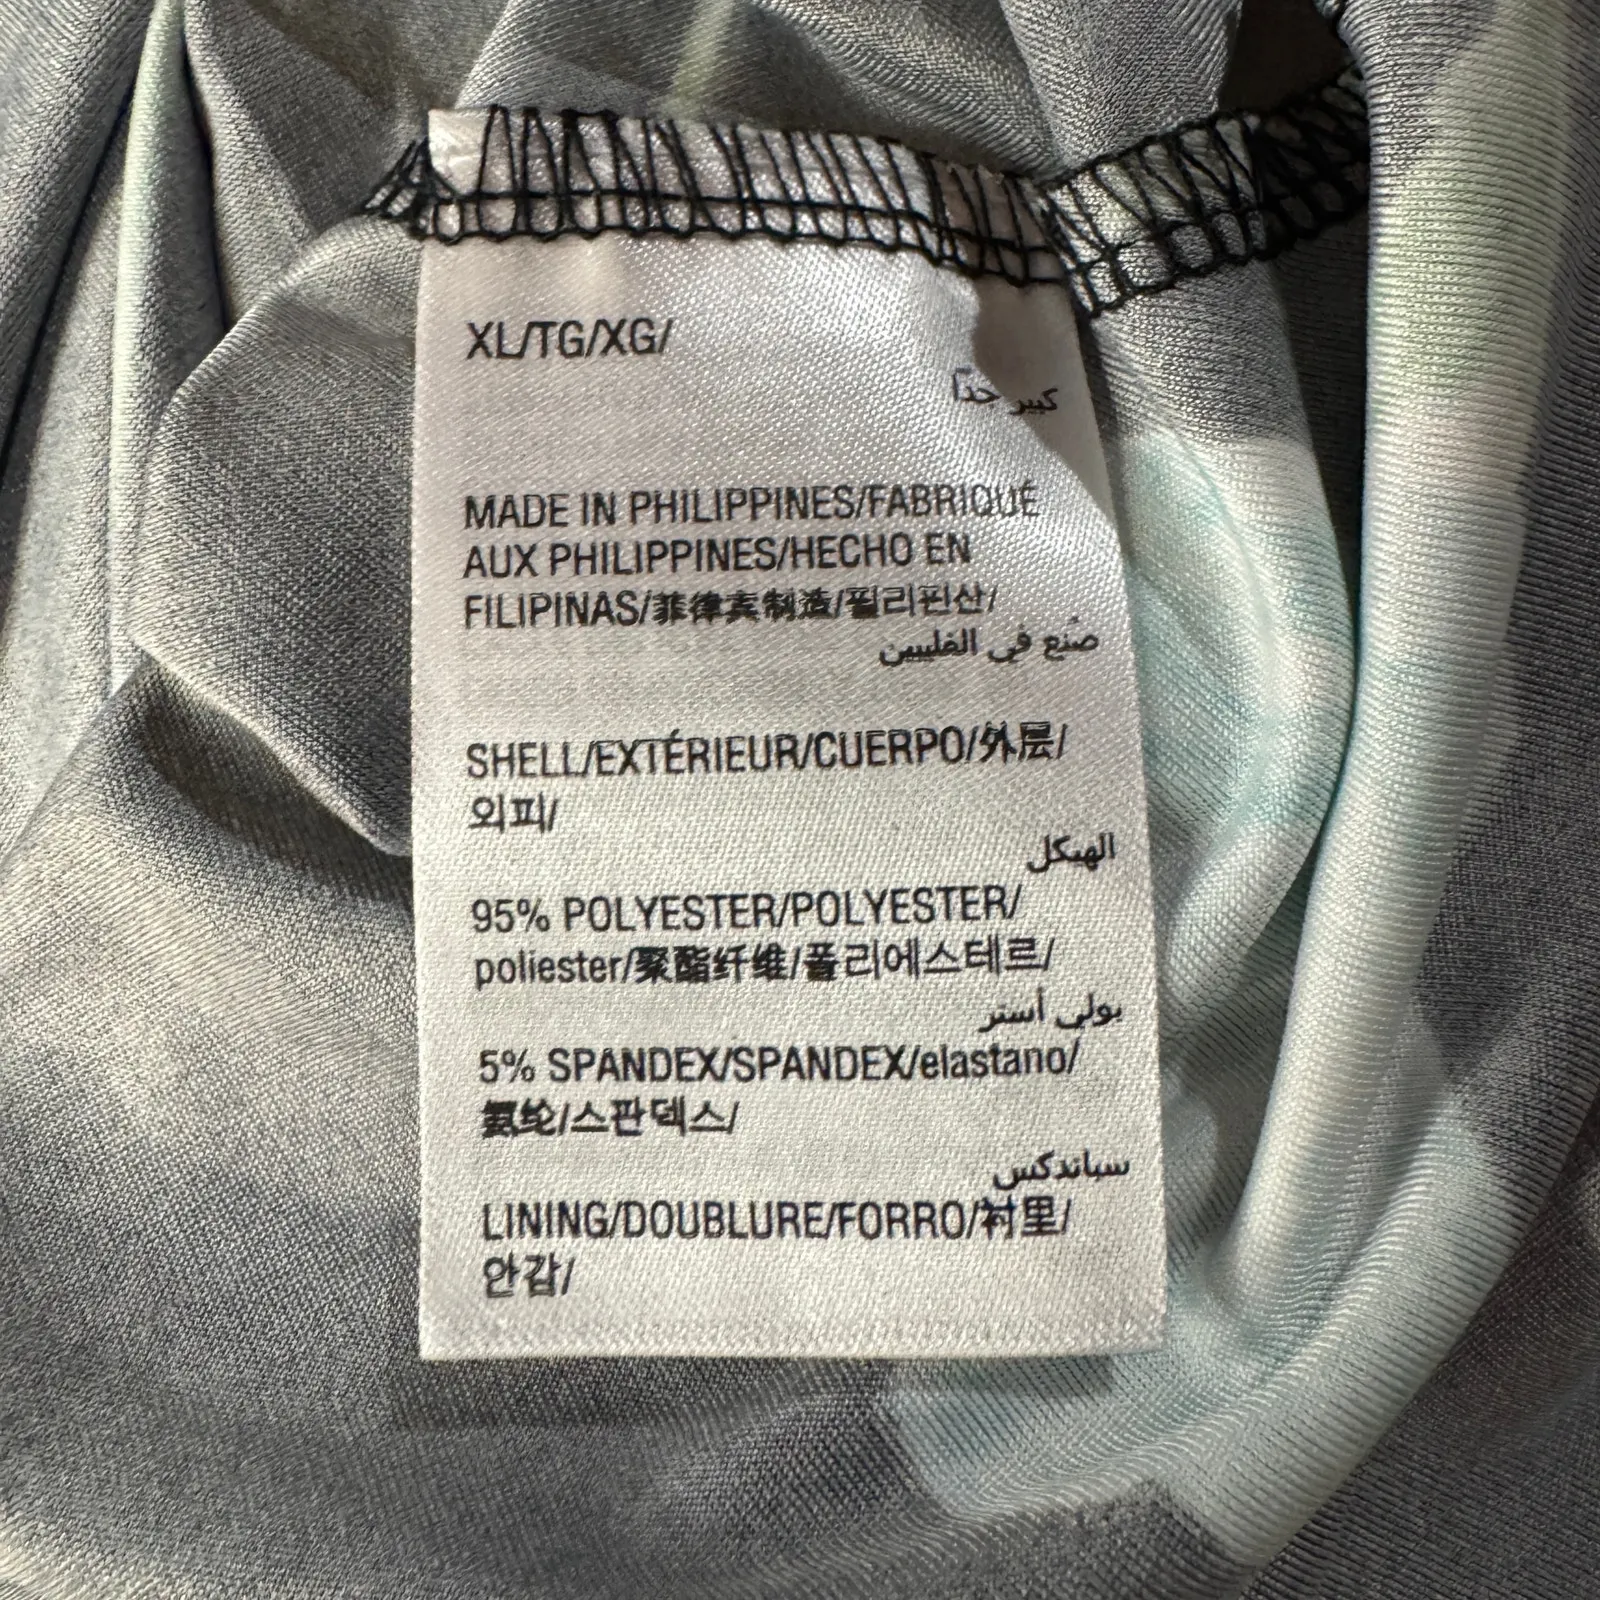 XL/TG/XG/
كبير جداً
MADE IN PHILIPPINES/FABRIQUÉ
AUX PHILIPPINES/HECHO EN
FILIPINAS/菲律宾制造/필리핀산/
صُنع في الفلبين
SHELL/EXTÉRIEUR/CUERPO/外层/
외피/
الهيكل
95% POLYESTER/POLYESTER/
poliester/聚酯纤维/폴리에스테르/
بولي أستر
5% SPANDEX/SPANDEX/elastano/
氨纶/스판덱스/
سباندكس
LINING/DOUBLURE/FORRO/衬里/
안감/